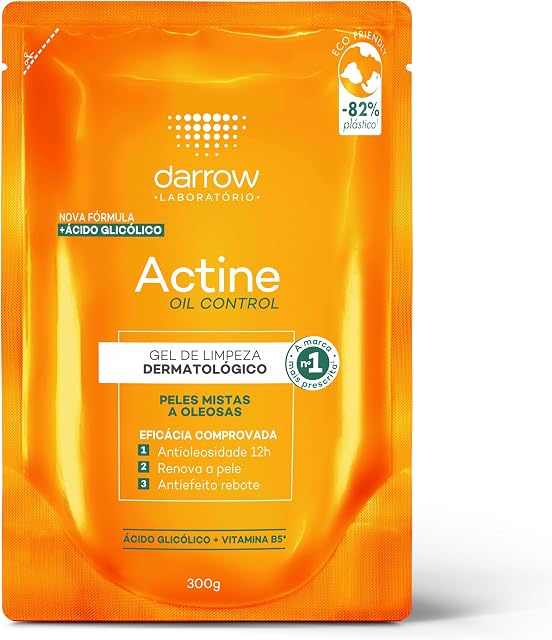 ECO FRIENDLY
-82%
plástico¹
darrow
•LABORATÓRIO•
NOVA FÓRMULA
+ÁCIDO GLICÓLICO
Actine
OIL CONTROL
GEL DE LIMPEZA
DERMATOLÓGICO
A marca
nº1
mais prescrita²
PELES MISTAS
A OLEOSAS
EFICÁCIA COMPROVADA
1 Antioleosidade 12h
2 Renova a pele
3 Antiefeito rebote
ÁCIDO GLICÓLICO + VITAMINA B5*
300g